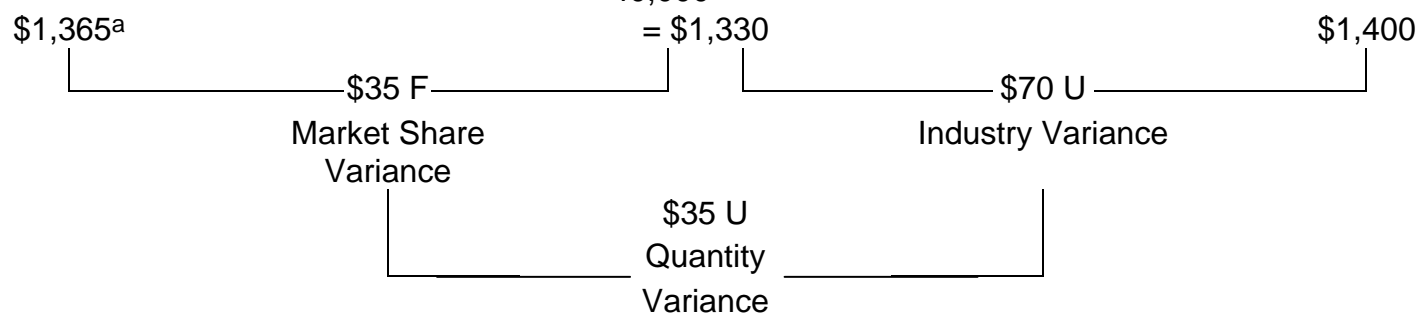 $1,365a = $1,330 $1,400
$35 F $70 U
Market Share Industry Variance
Variance
$35 U
Quantity
Variance